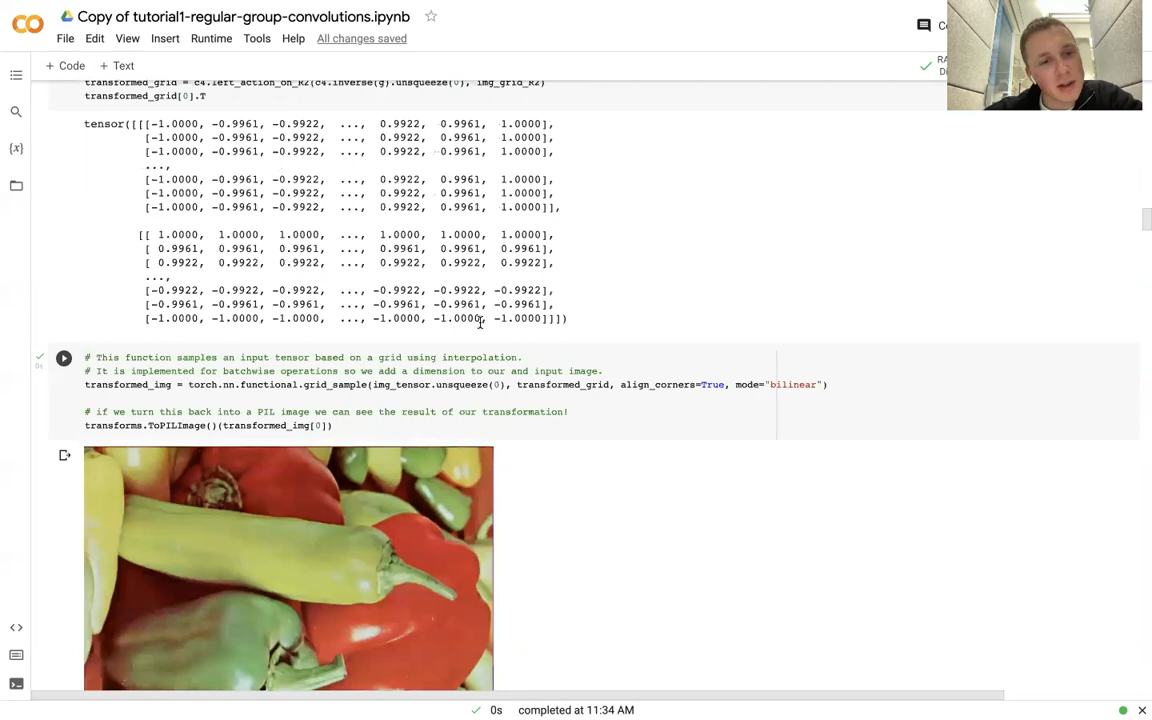 Copy of tutorial1-regular-group-convolutions.ipynb
File Edit View Insert Runtime Tools Help All changes saved
+ Code + Text
transformed_grid = c4.left_action_on_R2(c4.inverse(g).unsqueeze(0), img_grid_R2)
transformed_grid[0].T
tensor([[[-1.0000, -0.9961, -0.9922, ..., 0.9922, 0.9961, 1.0000],
[-1.0000, -0.9961, -0.9922, ..., 0.9922, 0.9961, 1.0000],
[-1.0000, -0.9961, -0.9922, ..., 0.9922, 0.9961, 1.0000],
...,
[-1.0000, -0.9961, -0.9922, ..., 0.9922, 0.9961, 1.0000],
[-1.0000, -0.9961, -0.9922, ..., 0.9922, 0.9961, 1.0000],
[-1.0000, -0.9961, -0.9922, ..., 0.9922, 0.9961, 1.0000]],
[[ 1.0000, 1.0000, 1.0000, ..., 1.0000, 1.0000, 1.0000],
[ 0.9961, 0.9961, 0.9961, ..., 0.9961, 0.9961, 0.9961],
[ 0.9922, 0.9922, 0.9922, ..., 0.9922, 0.9922, 0.9922],
...,
[-0.9922, -0.9922, -0.9922, ..., -0.9922, -0.9922, -0.9922],
[-0.9961, -0.9961, -0.9961, ..., -0.9961, -0.9961, -0.9961],
[-1.0000, -1.0000, -1.0000, ..., -1.0000, -1.0000, -1.0000]]])
0s
# This function samples an input tensor based on a grid using interpolation.
# It is implemented for batchwise operations so we add a dimension to our and input image.
transformed_img = torch.nn.functional.grid_sample(img_tensor.unsqueeze(0), transformed_grid, align_corners=True, mode="bilinear")
# if we turn this back into a PIL image we can see the result of our transformation!
transforms.ToPILImage()(transformed_img[0])
0s completed at 11:34 AM